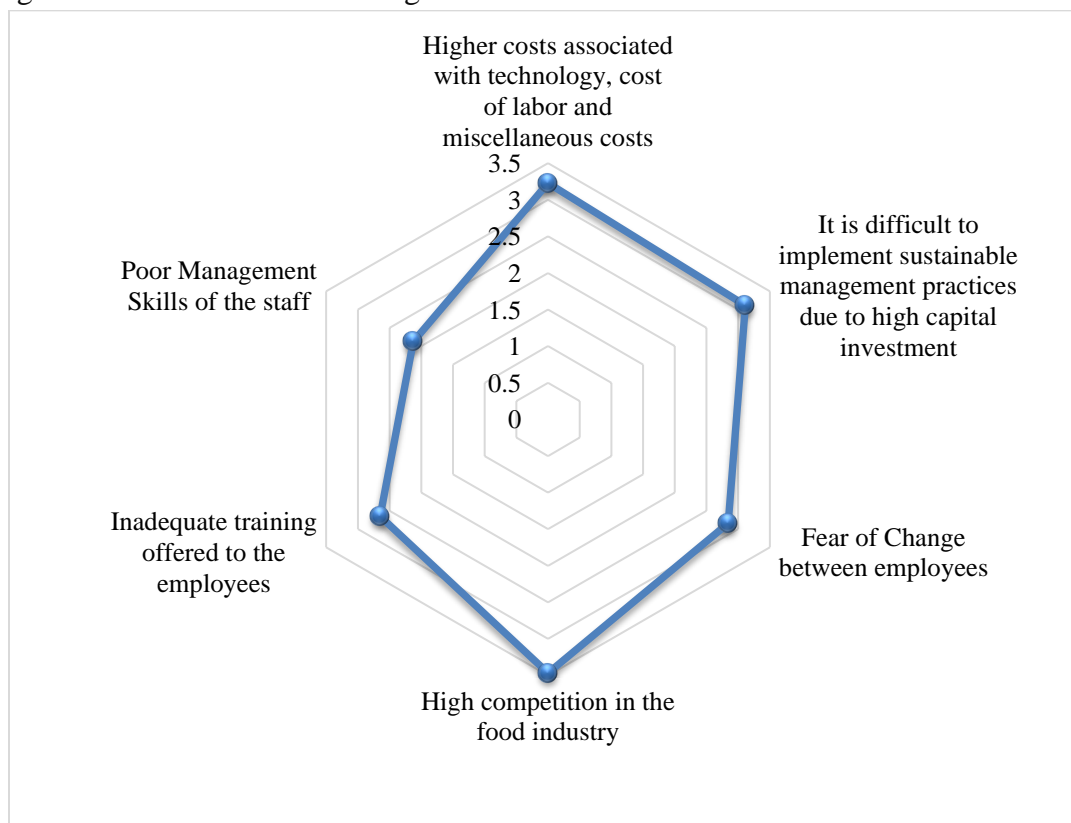 Higher costs associated
with technology, cost
of labor and
miscellaneous costs
3.5
3
2.5
2
1.5
1
0.5
0
It is difficult to
implement sustainable
management practices
due to high capital
investment
Poor Management
Skills of the staff
Inadequate training
offered to the
employees
Fear of Change
between employees
High competition in the
food industry